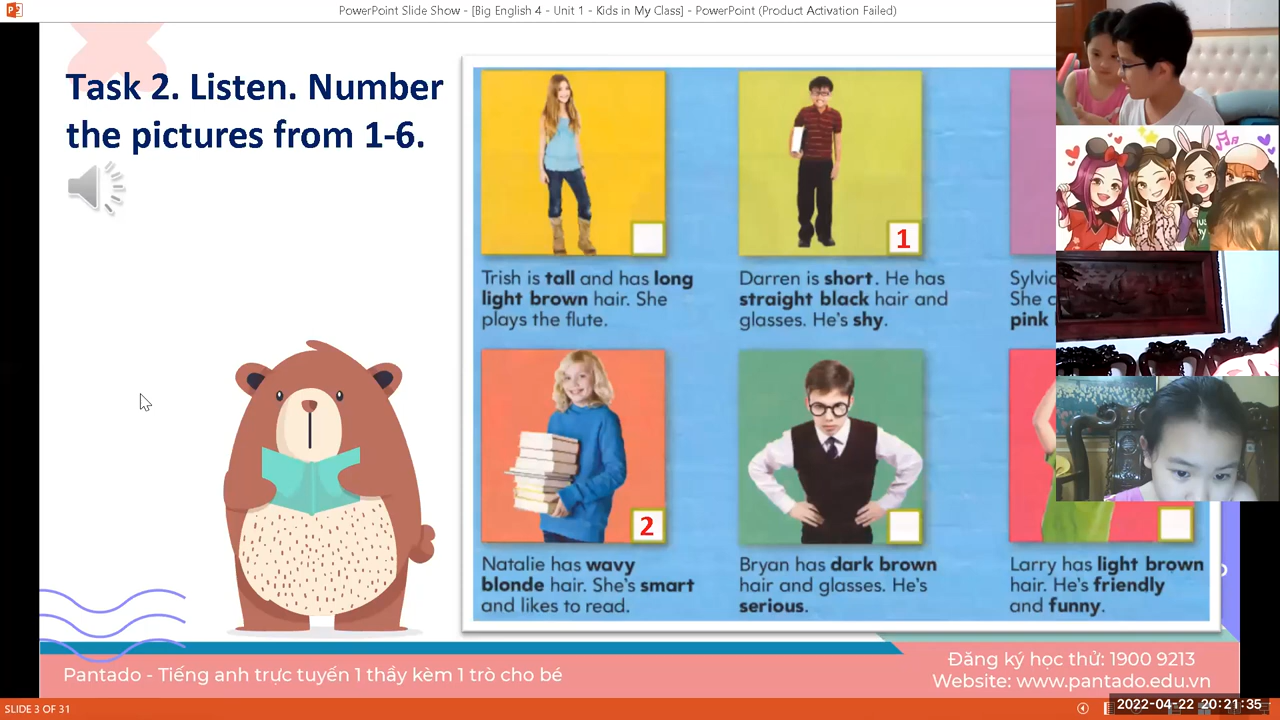 PowerPoint Slide Show - [Big English 4 - Unit 1 - Kids in My Class] - PowerPoint (Product Activation Failed)
Task 2. Listen. Number
the pictures from 1-6.
1
Trish is tall and has long
light brown hair. She
plays the flute.
Darren is short. He has
straight black hair and
glasses. He's shy.
She
pink
2
Natalie has wavy
blonde hair. She's smart
and likes to read.
Bryan has dark brown
hair and glasses. He's
serious.
Larry has light brown
hair. He's friendly
and funny.
Pantado - Tiếng anh trực tuyến 1 thầy kèm 1 trò cho bé
Đăng ký học thử: 1900 9213
Website: www.pantado.edu.vn
SLIDE 3 OF 31
2022-04-22 20:21:35